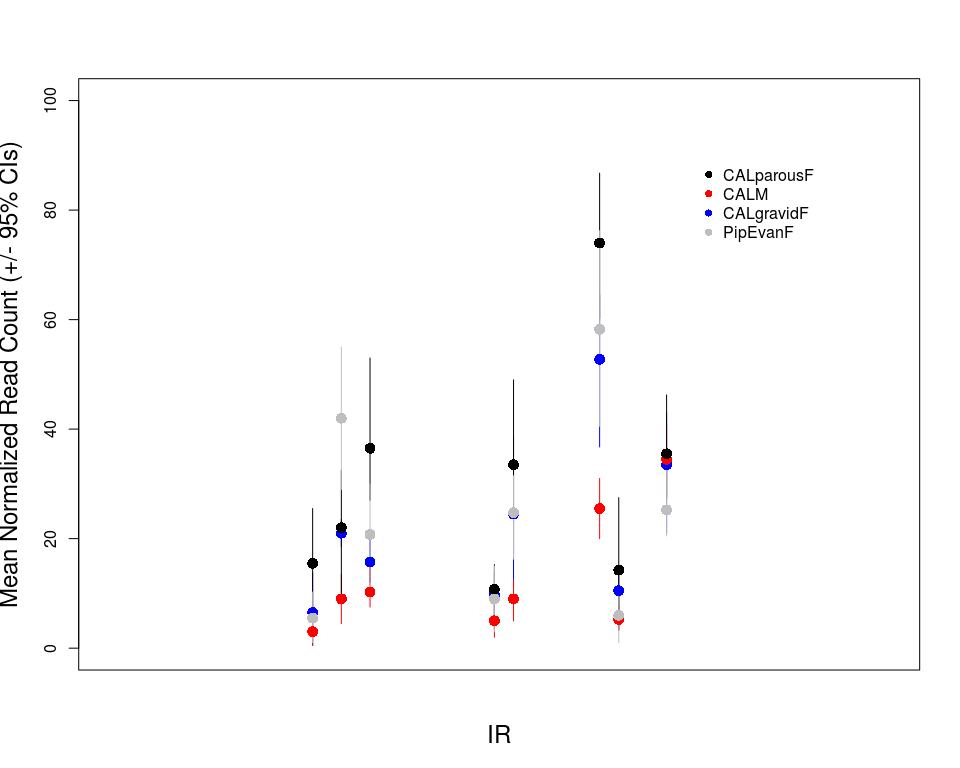 Mean Normalized Read Count (+/- 95% CIs)
100
80
60
40
20
0
CALparousF
CALM
CALgravidF
PipEvanF
IR